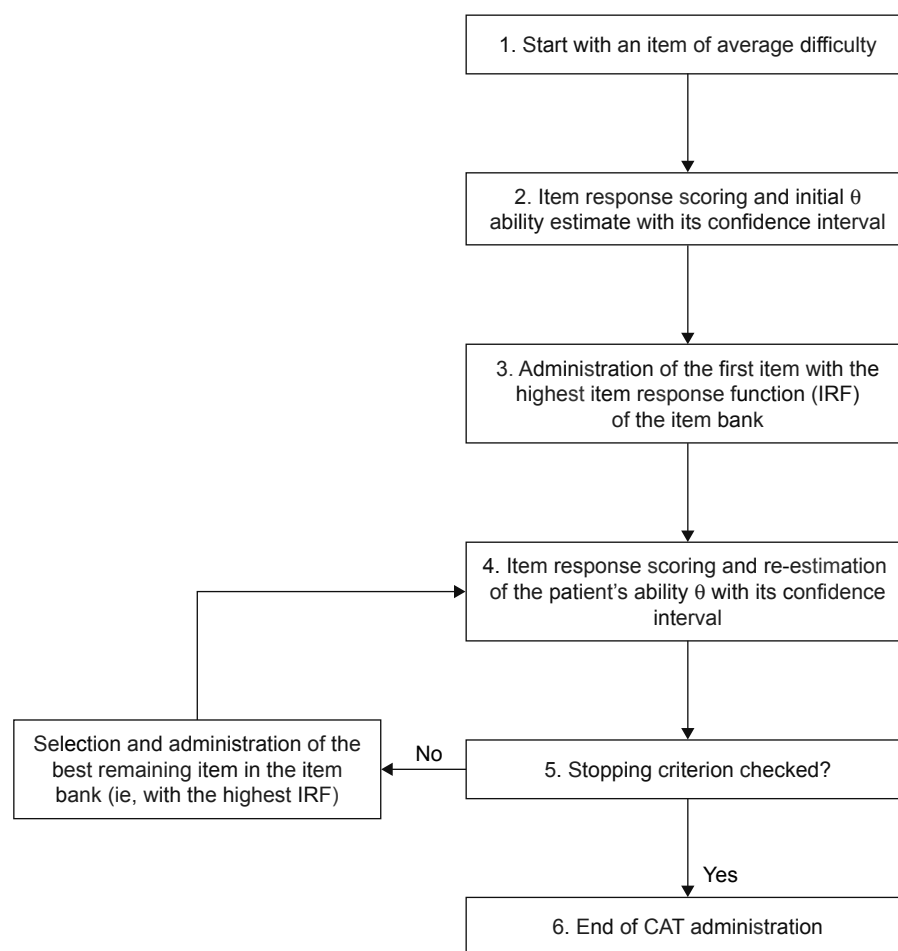 1. Start with an item of average difficulty
2. Item response scoring and initial θ
ability estimate with its confidence interval
3. Administration of the first item with the
highest item response function (IRF)
of the item bank
4. Item response scoring and re-estimation
of the patient’s ability θ with its confidence
interval
Selection and administration of the
best remaining item in the item
bank (ie, with the highest IRF)
No
5. Stopping criterion checked?
Yes
6. End of CAT administration